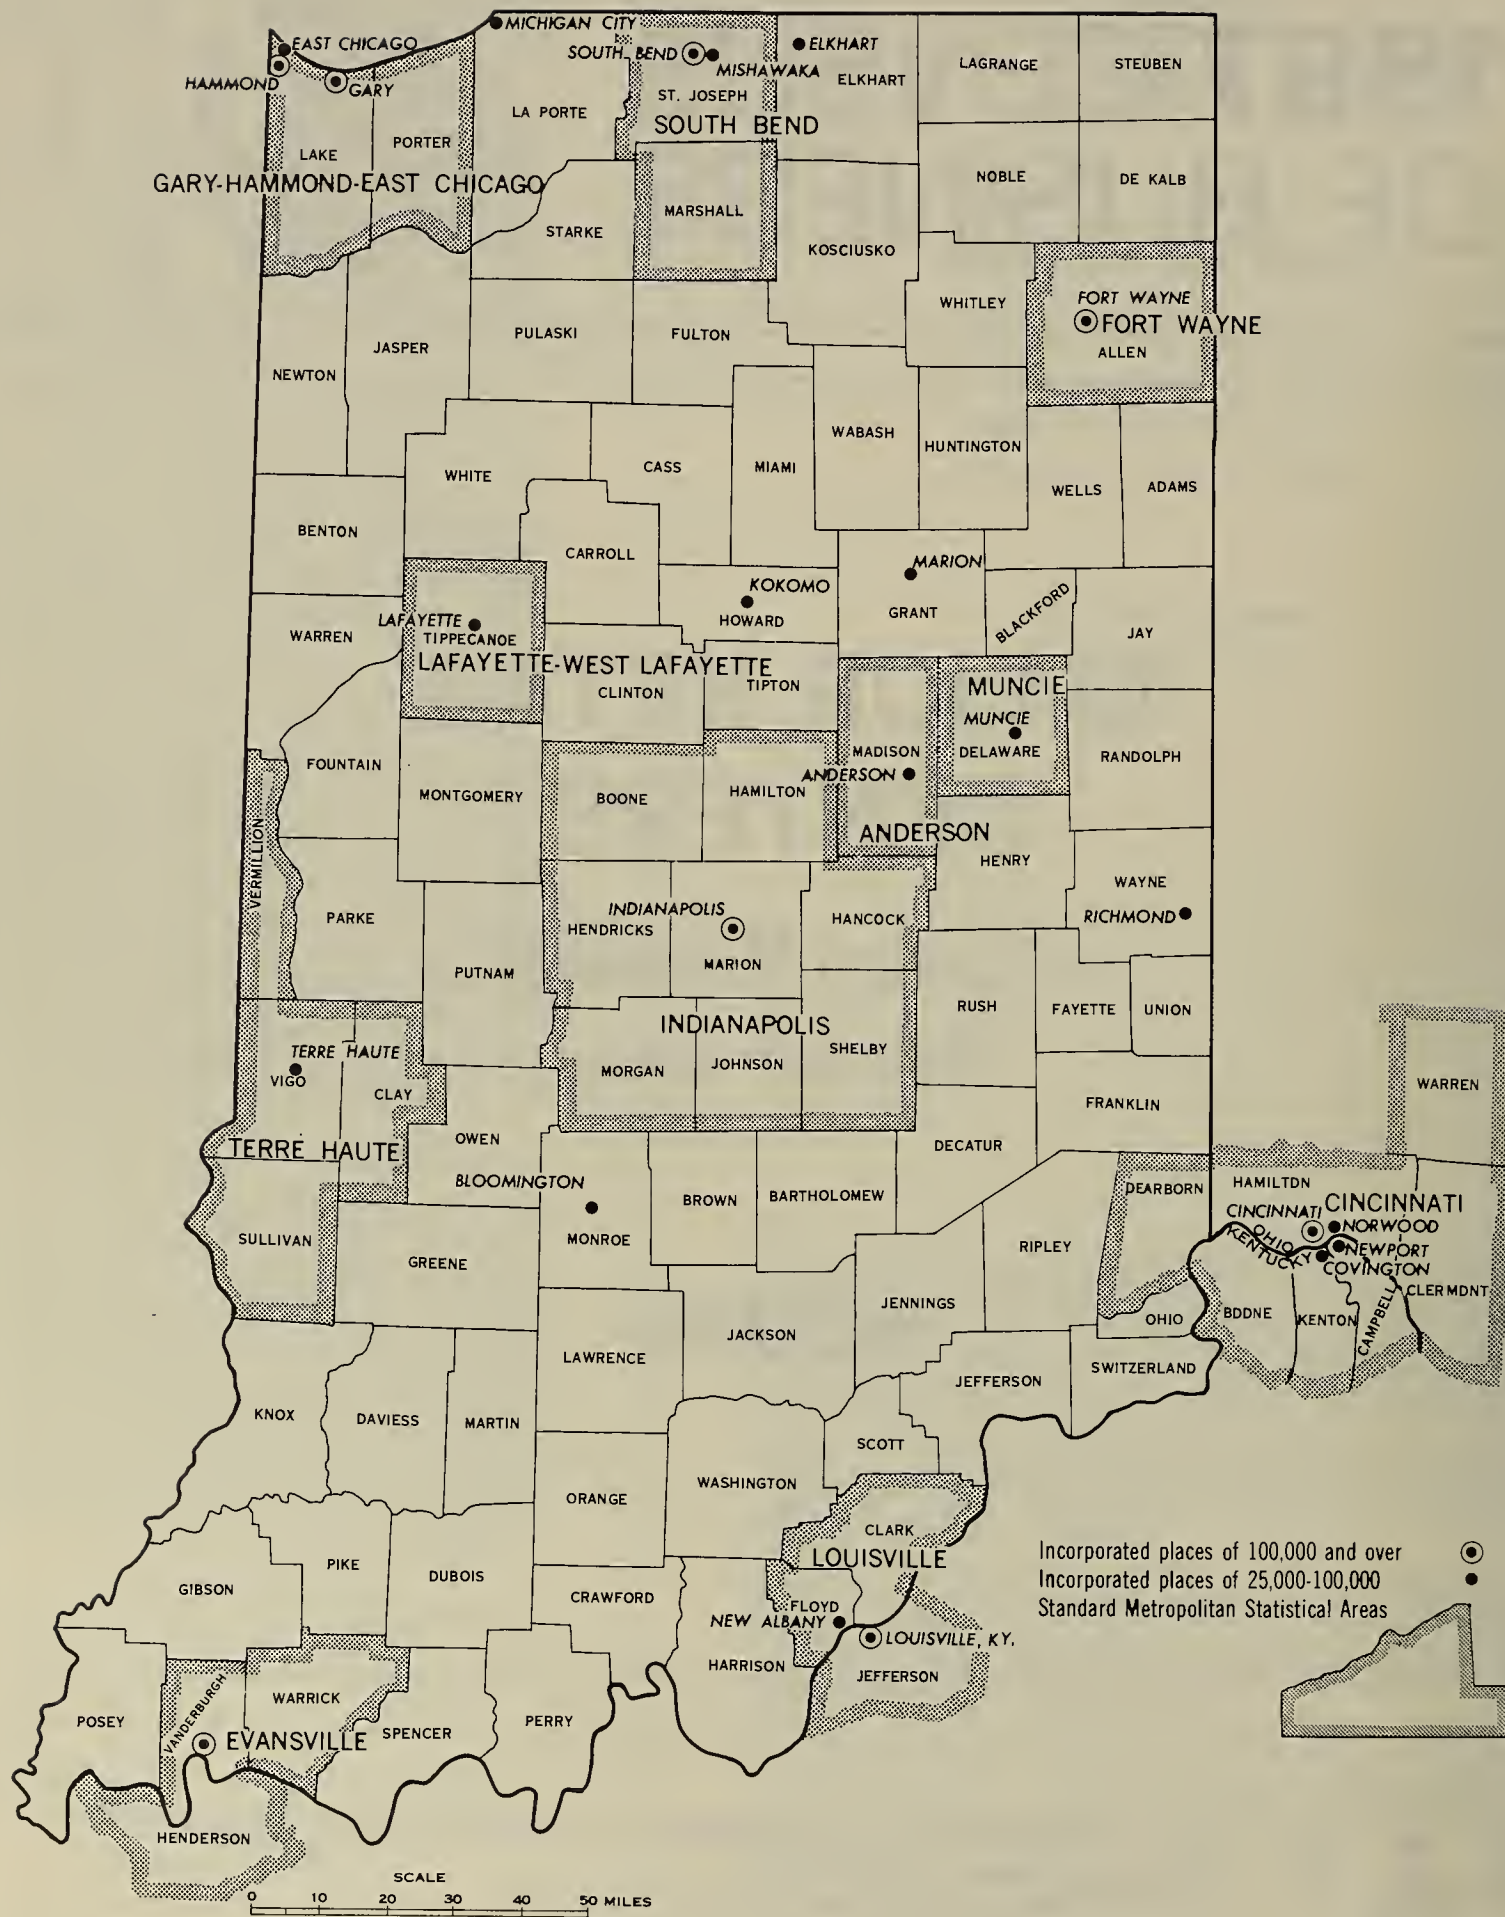 MICHIGAN CITY
EAST CHICAGO
SOUTH BEND
ELKHART
HAMMOND
GARY
MISHAWAKA
ELKHART
LAGRANGE
STEUBEN
LA PORTE
ST. JOSEPH
SOUTH BEND
LAKE
PORTER
GARY-HAMMOND-EAST CHICAGO
NOBLE
DE KALB
MARSHALL
STARKE
KOSCIUSKO
WHITLEY
FORT WAYNE
FORT WAYNE
ALLEN
PULASKI
FULTON
JASPER
NEWTON
WABASH
HUNTINGTON
WHITE
CASS
MIAMI
WELLS
ADAMS
BENTON
CARROLL
MARION
KOKOMO
HOWARD
GRANT
BLACKFORD
JAY
WARREN
LAFAYETTE
TIPPECANOE
LAFAYETTE-WEST LAFAYETTE
CLINTON
TIPTON
MUNCIE
MUNCIE
DELAWARE
MADISON
ANDERSON
RANDOLPH
FOUNTAIN
MONTGOMERY
BOONE
HAMILTON
ANDERSON
HENRY
VERMILLION
WAYNE
RICHMOND
PARKE
INDIANAPOLIS
HENDRICKS
HANCOCK
MARION
PUTNAM
RUSH
FAYETTE
UNION
INDIANAPOLIS
SHELBY
TERRE HAUTE
VIGO
CLAY
MORGAN
JOHNSON
WARREN
FRANKLIN
TERRE HAUTE
OWEN
DECATUR
BLOOMINGTON
BROWN
BARTHOLOMEW
DEARBORN
HAMILTDN
CINCINNATI
CINCINNATI
NORWOOD
OHIO
KENTUCKY
NEWPORT
COVINGTON
SULLIVAN
MONROE
RIPLEY
GREENE
CLERMDNT
JENNINGS
OHIO
BDDNE
KENTON
CAMPBELL
JACKSON
LAWRENCE
SWITZERLAND
JEFFERSON
KNOX
DAVIESS
MARTIN
SCOTT
WASHINGTON
ORANGE
CLARK
LOUISVILLE
Incorporated places of 100,000 and over
Incorporated places of 25,000-100,000
Standard Metropolitan Statistical Areas
PIKE
DUBOIS
GIBSON
CRAWFORD
FLOYD
NEW ALBANY
LOUISVILLE, KY.
HARRISON
JEFFERSON
WARRICK
VANDERBURGH
POSEY
EVANSVILLE
SPENCER
PERRY
HENDERSON
SCALE
0 10 20 30 40 50 MILES